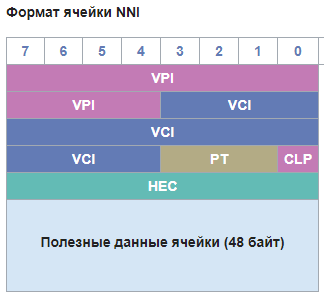 Формат ячейки NNI
7 6 5 4 3 2 1 0
VPI
VPI VCI
VCI
VCI PT CLP
HEC
Полезные данные ячейки (48 байт)